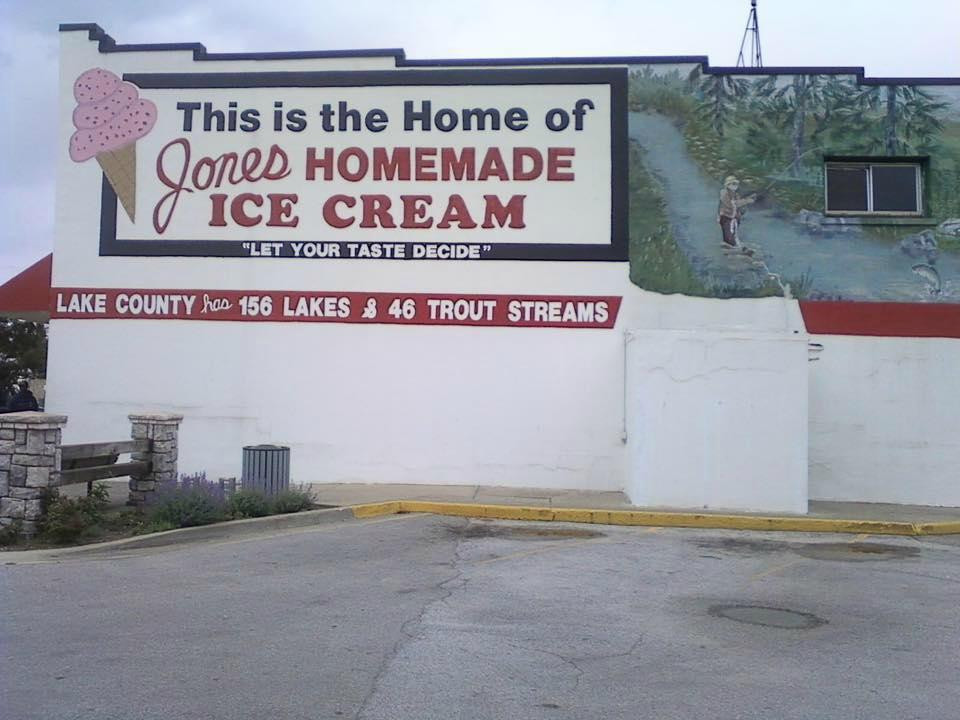 This is the Home of
Jones HOMEMADE
ICE CREAM
"LET YOUR TASTE DECIDE"
LAKE COUNTY has 156 LAKES & 46 TROUT STREAMS